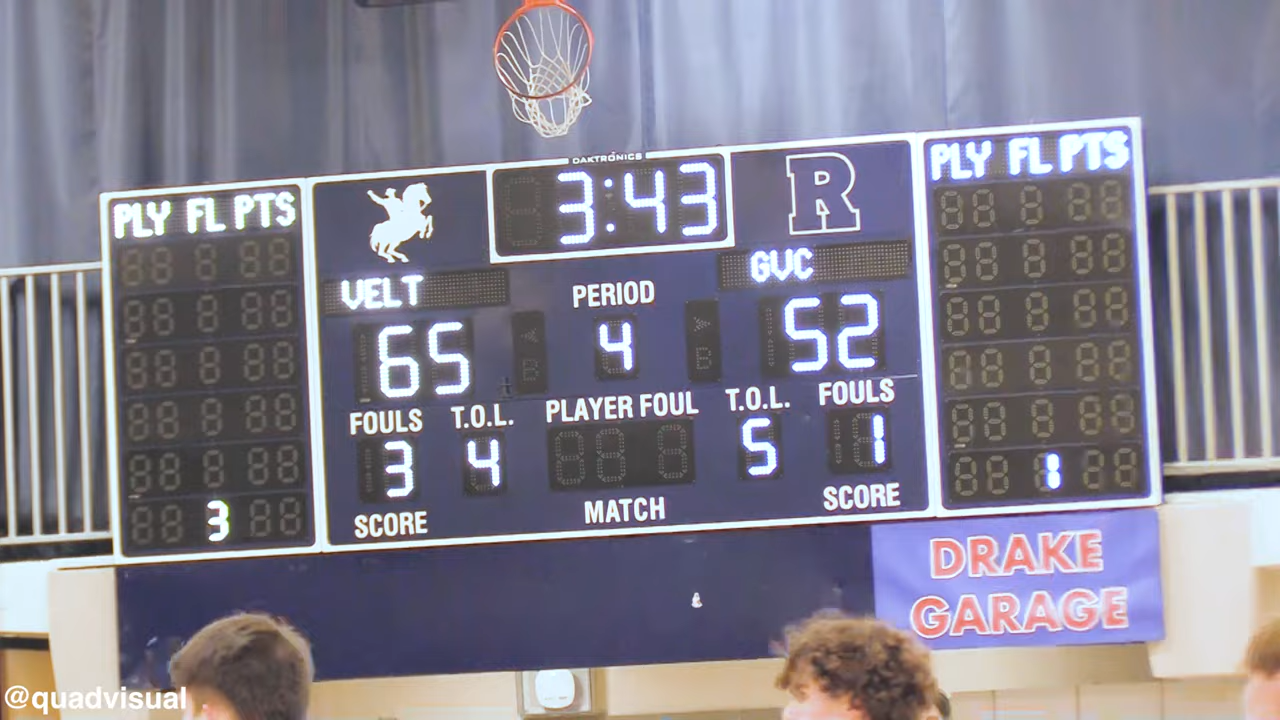 DAKTRONICS
3:43
R
PLY FL PTS
PLY FL PTS
VELT
GVC
PERIOD
65
4
52
FOULS T.O.L. PLAYER FOUL T.O.L. FOULS
3 4 5 1
SCORE MATCH SCORE
3
1
DRAKE
GARAGE
@quadvisual